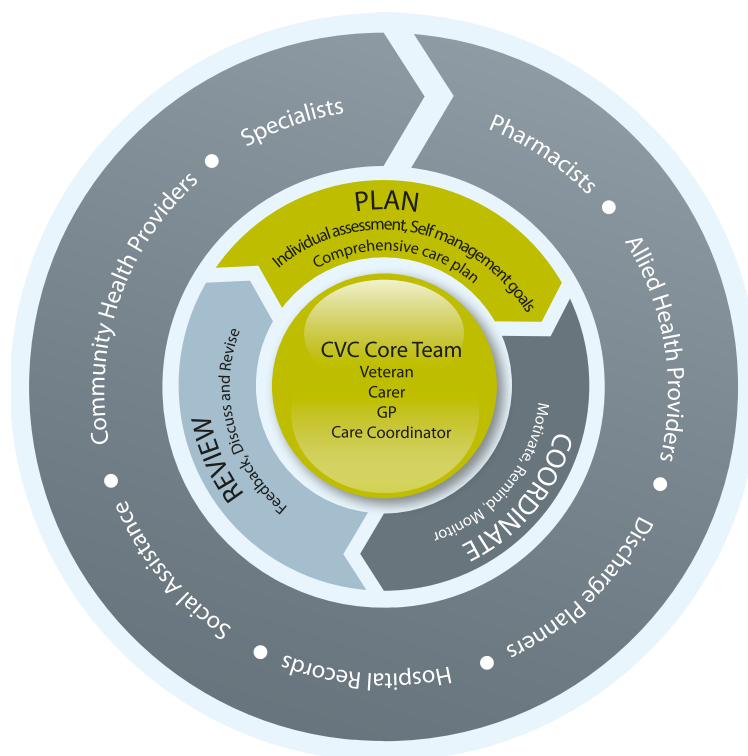 Specialists
Pharmacists
Allied Health Providers
Discharge Planners
Hospital Records
Social Assistance
Community Health Providers
PLAN
Individual assessment, Self management goals
Comprehensive care plan
COORDINATE
Motivate, Remind, Monitor
REVIEW
Feedback, Discuss and Revise
CVC Core Team
Veteran
Carer
GP
Care Coordinator